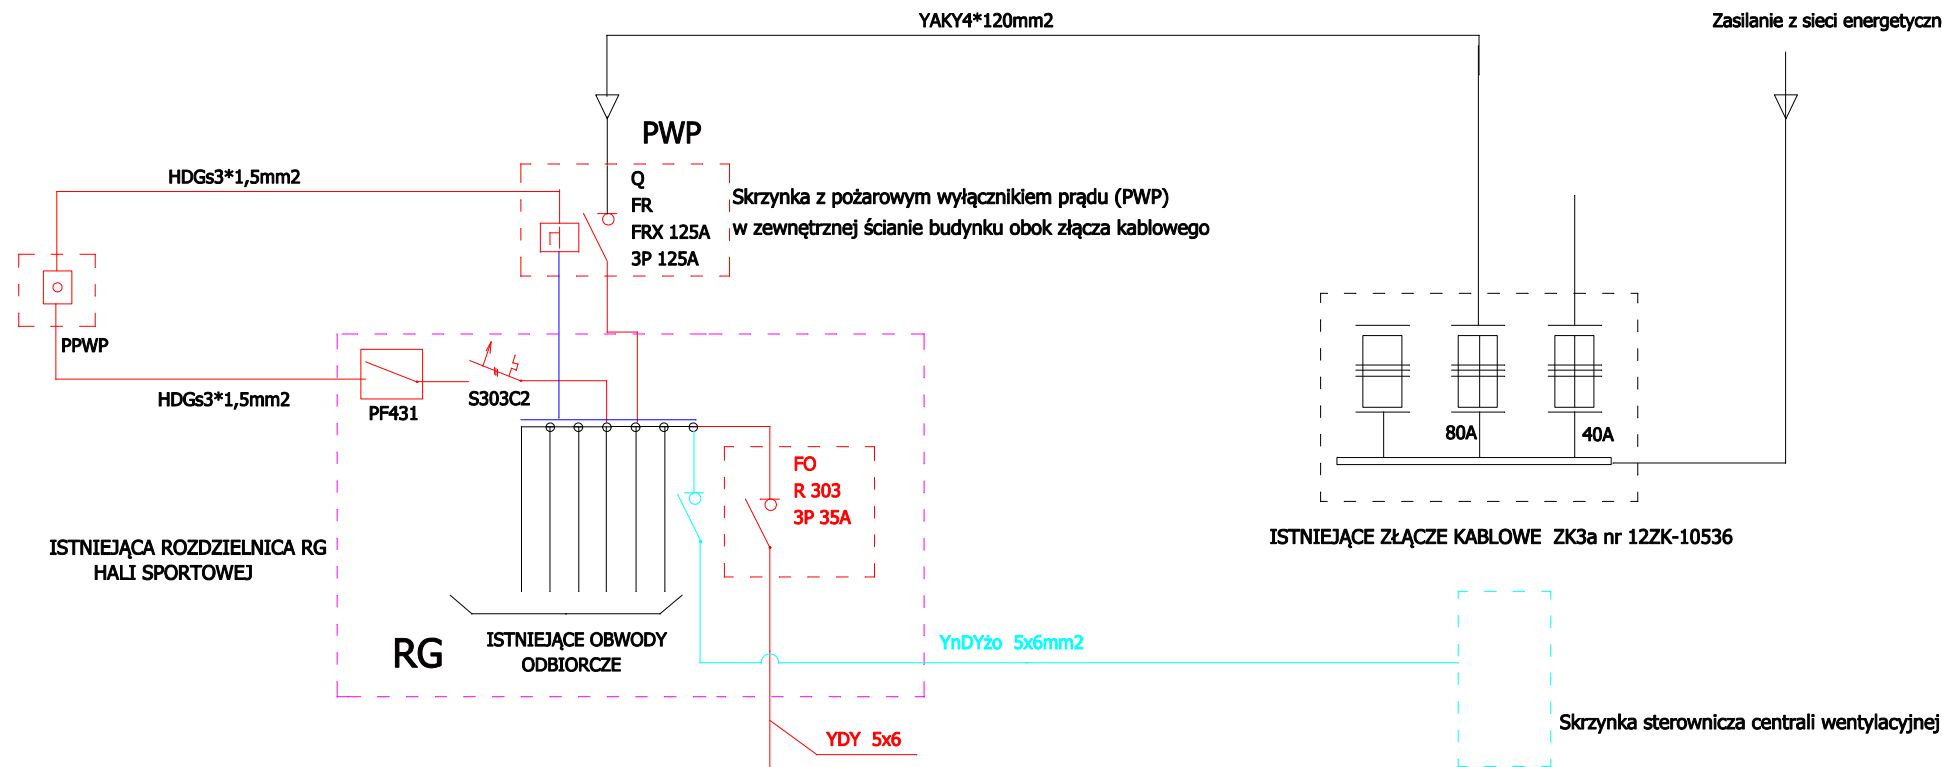 YAKY4*120mm2
Zasilanie z sieci energetyczn
PWP
HDGs3*1,5mm2
Q
FR
FRX 125A
3P 125A
Skrzynka z pożarowym wyłącznikiem prądu (PWP)
w zewnętrznej ścianie budynku obok złącza kablowego
PPWP
HDGs3*1,5mm2
PF431
S303C2
80A
40A
FO
R 303
3P 35A
ISTNIEJĄCE ZŁĄCZE KABLOWE  ZK3a nr 12ZK-10536
ISTNIEJĄCA ROZDZIELNICA RG
HALI SPORTOWEJ
RG
ISTNIEJĄCE OBWODY
ODBIORCZE
YnDYżo  5x6mm2
Skrzynka sterownicza centrali wentylacyjnej
YDY  5x6